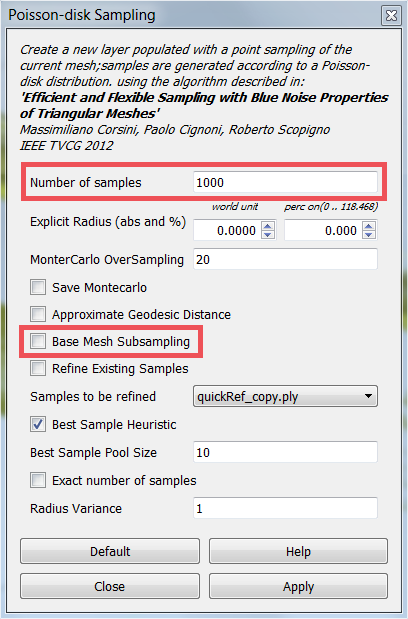 Poisson-disk Sampling
Create a new layer populated with a point sampling of the
current mesh;samples are generated according to a Poisson-
disk distribution. using the algorithm described in:
'Efficient and Flexible Sampling with Blue Noise Properties
of Triangular Meshes'
Massimiliano Corsini, Paolo Cignoni, Roberto Scopigno
IEEE TVCG 2012
Number of samples 1000
world unit perc on(0 .. 118.468)
Explicit Radius (abs and %) 0.0000 0.000
MonterCarlo OverSampling 20
Save Montecarlo
Approximate Geodesic Distance
Base Mesh Subsampling
Refine Existing Samples
Samples to be refined quickRef_copy.ply
Best Sample Heuristic
Best Sample Pool Size 10
Exact number of samples
Radius Variance 1
Default Help
Close Apply